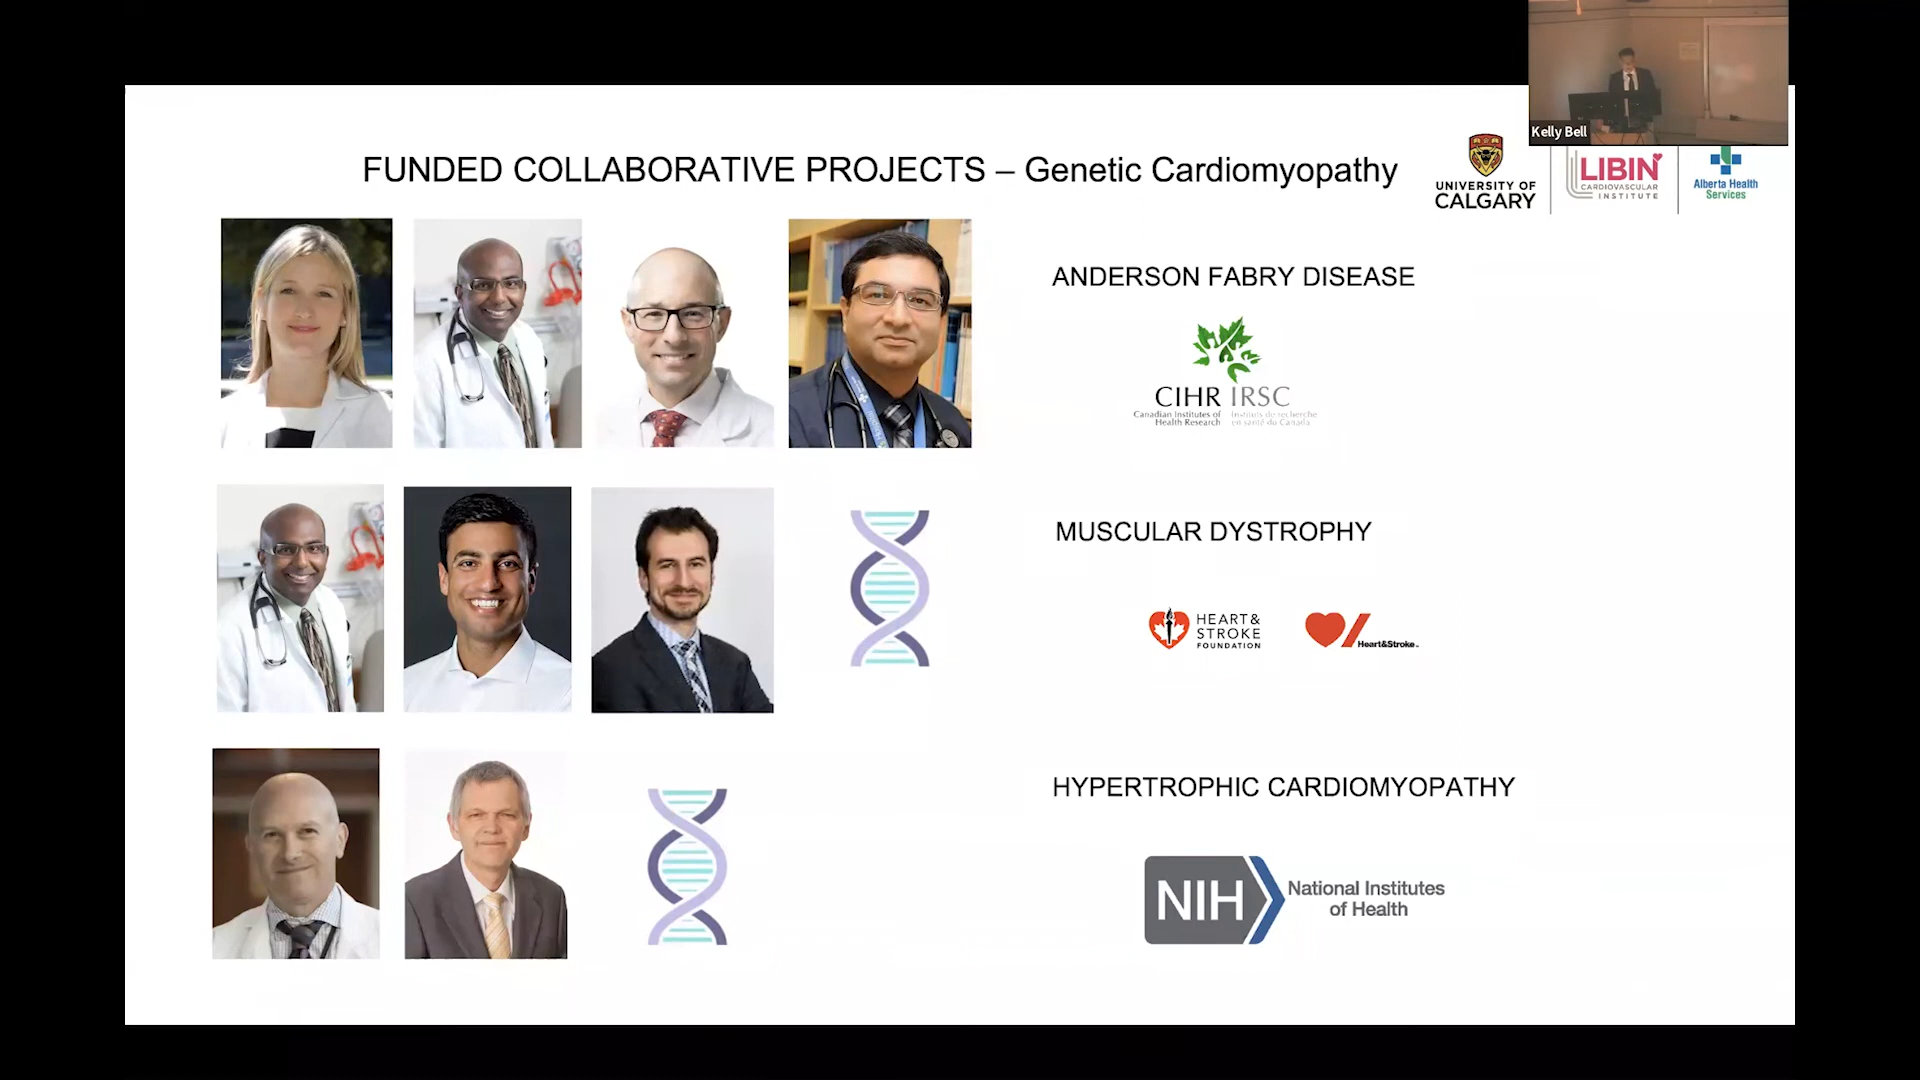 Kelly Bell
FUNDED COLLABORATIVE PROJECTS – Genetic Cardiomyopathy
UNIVERSITY OF
CALGARY
LIBIN
CARDIOVASCULAR
INSTITUTE
Alberta Health
Services
ANDERSON FABRY DISEASE
CIHR IRSC
Canadian Institutes of
Health Research
Instituts de recherche
en santé du Canada
MUSCULAR DYSTROPHY
HEART&
STROKE
FOUNDATION
Heart&Stroke™
HYPERTROPHIC CARDIOMYOPATHY
NIH
National Institutes
of Health